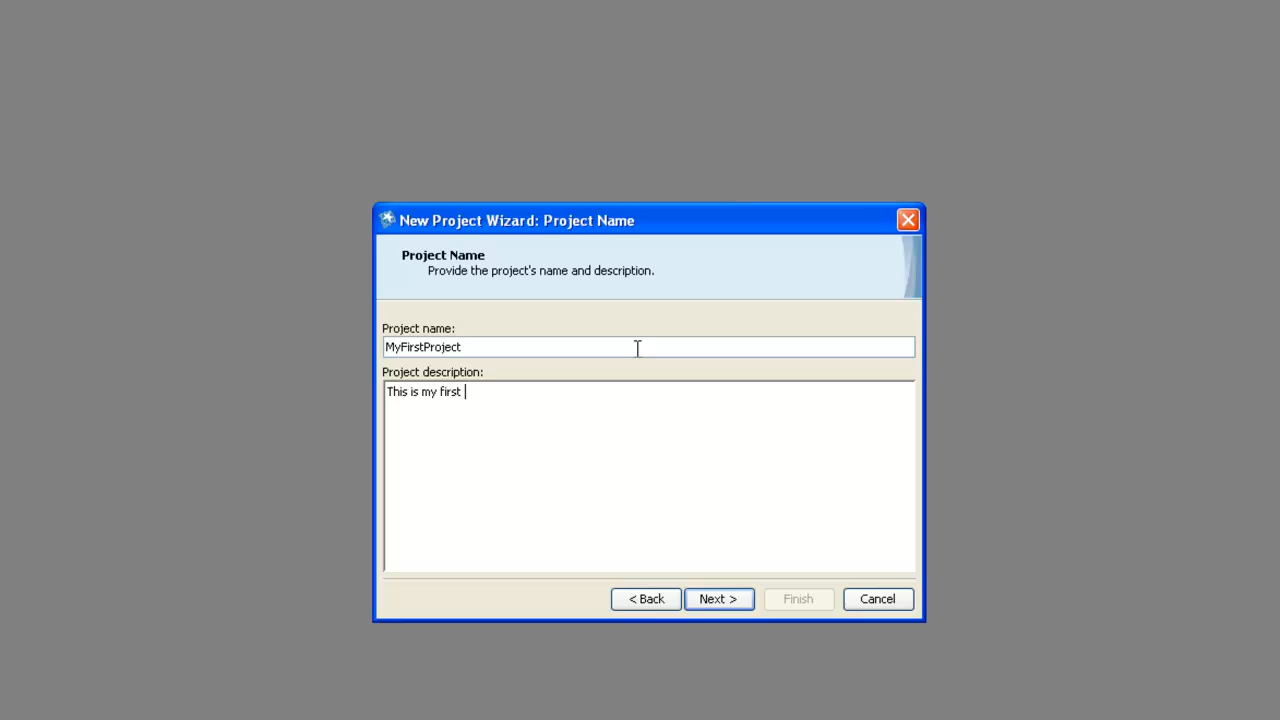 New Project Wizard: Project Name
Project Name
Provide the project's name and description.
Project name:
MyFirstProject
Project description:
This is my first
< Back Next > Finish Cancel